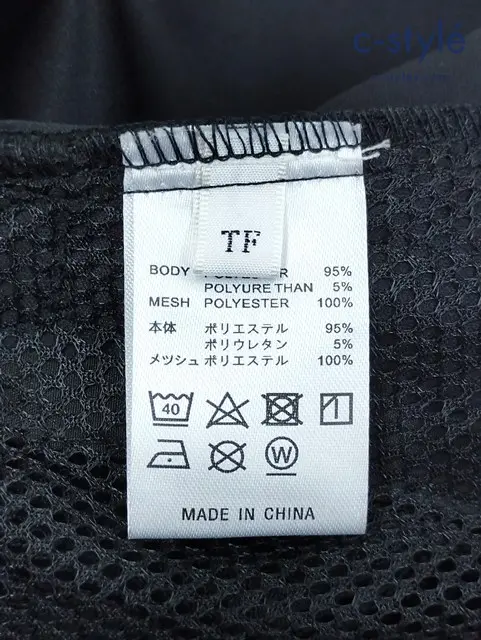 c-style
TF
BODY 95%
POLYURE THAN 5%
MESH POLYESTER 100%
本体 ポリエステル 95%
ポリウレタン 5%
メッシュ ポリエステル 100%
40
W
MADE IN CHINA